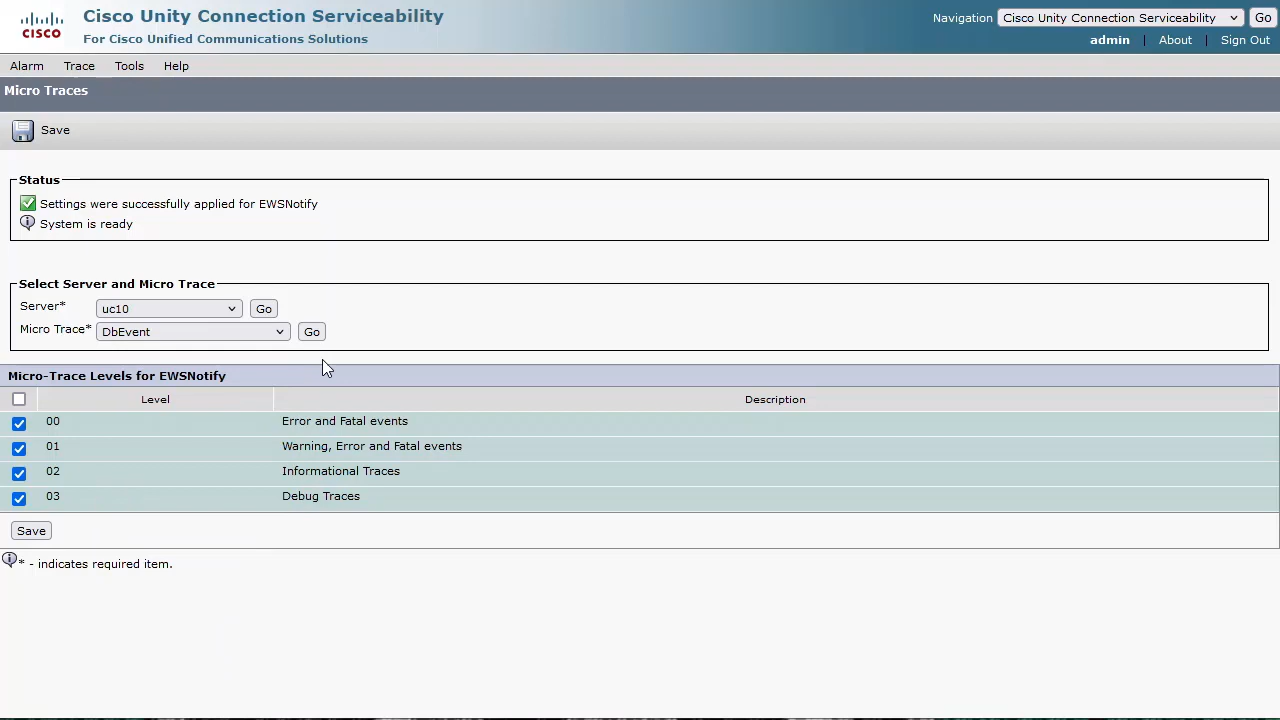 CISCO
Cisco Unity Connection Serviceability
For Cisco Unified Communications Solutions
Navigation Cisco Unity Connection Serviceability Go
admin | About | Sign Out
Alarm Trace Tools Help
Micro Traces
Save
Status
Settings were successfully applied for EWSNotify
System is ready
Select Server and Micro Trace
Server* uc10 Go
Micro Trace* DbEvent Go
Micro-Trace Levels for EWSNotify
Level Description
00 Error and Fatal events
01 Warning, Error and Fatal events
02 Informational Traces
03 Debug Traces
Save
* - indicates required item.